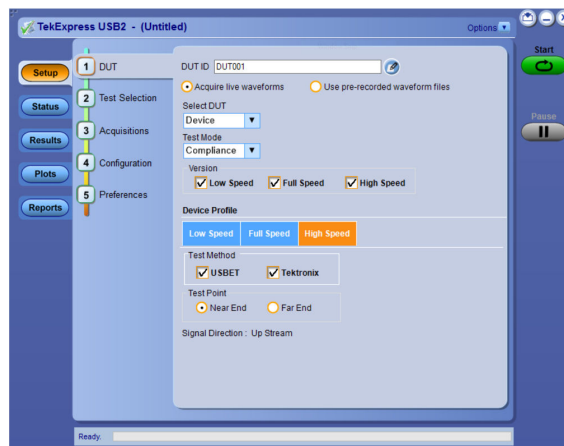 TekExpress USB2 - (Untitled)
Options
Start
Setup
Status
Results
Plots
Reports
1 DUT
2 Test Selection
3 Acquisitions
4 Configuration
5 Preferences
DUT ID DUT001
Acquire live waveforms Use pre-recorded waveform files
Select DUT
Device
Test Mode
Compliance
Version
Low Speed Full Speed High Speed
Device Profile
Low Speed Full Speed High Speed
Test Method
USBET Tektronix
Test Point
Near End Far End
Signal Direction : Up Stream
Pause
Ready.